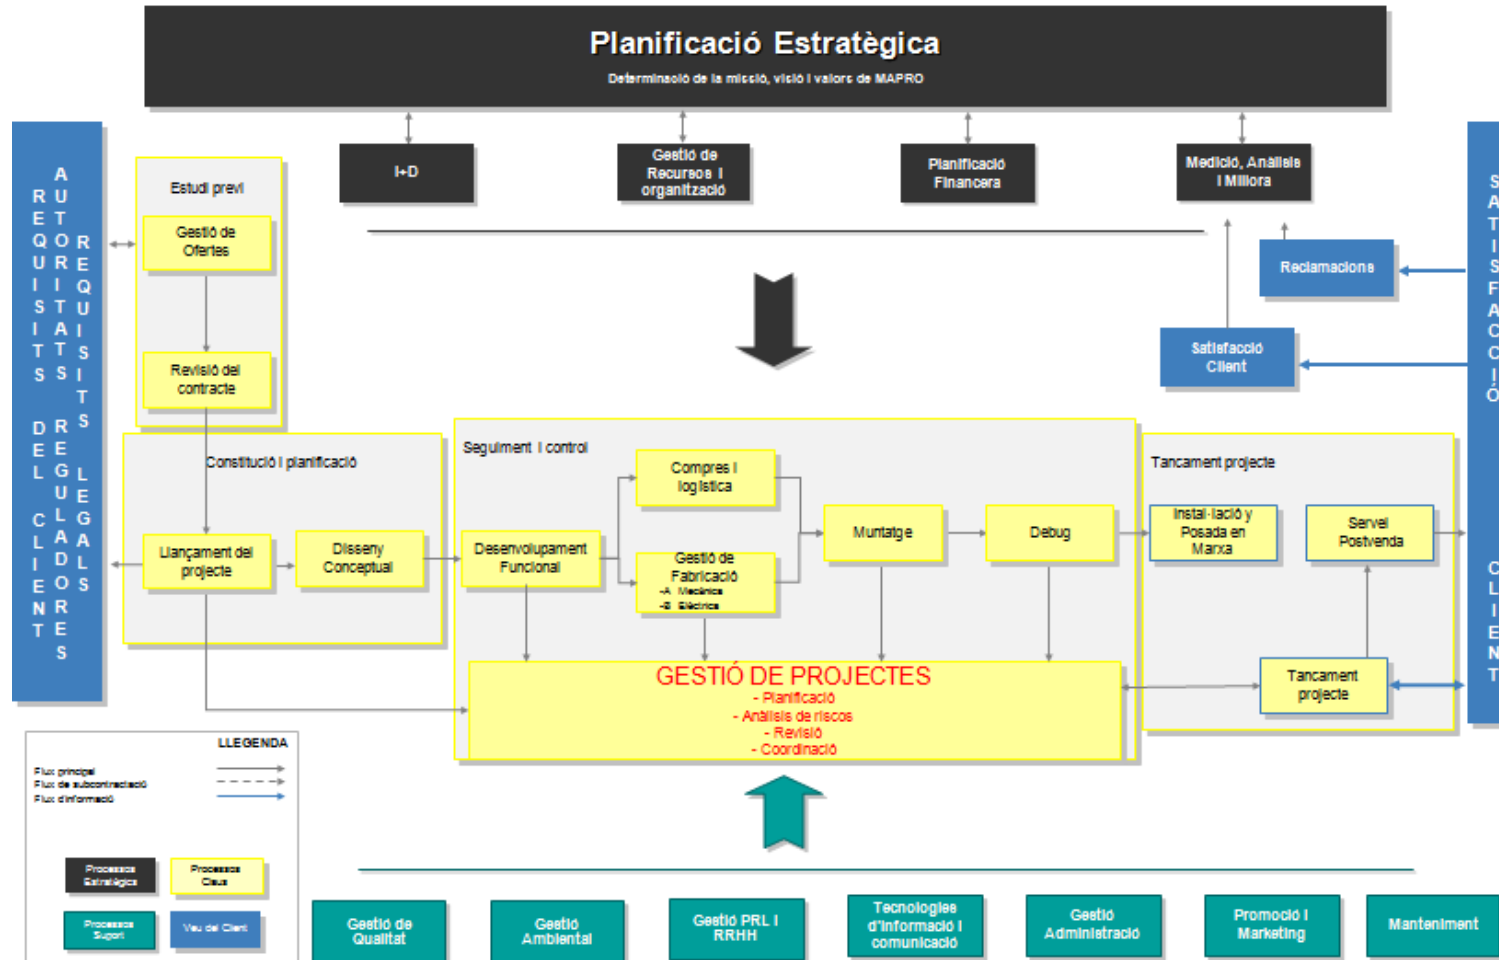 Planificació Estratègica
Determinació de la missió, visió i valors de MAPRO
I+D
Gestió de
Recursos i
organització
Planificació
Financera
Medició, Anàlisis
i Millora
REQUISITS DEL CLIENT
AUTORITATS REGULADORES
REQUISITS LEGALS
Estudi previ
Gestió de
Ofertes
Revisió del
contracte
Reclamacions
Satisfacció
Client
SATISFACCIÓ CLIENT
Constitució i planificació
Llançament del
projecte
Disseny
Conceptual
Seguiment i control
Desenvolupament
Funcional
Compres i
logística
Gestió de
Fabricació
-A Mecànica
-B Elèctrica
Muntatge
Debug
Tancament projecte
Instal·lació y
Posada en
Marxa
Servei
Postvenda
Tancament
projecte
GESTIÓ DE PROJECTES
- Planificació
- Anàlisis de riscos
- Revisió
- Coordinació
LLEGENDA
Flux principal
Flux de subcontractació
Flux d'informació
Processos
Estratègics
Processos
Claus
Processos
Suport
Veu del Client
Gestió de
Qualitat
Gestió
Ambiental
Gestió PRL i
RRHH
Tecnologies
d'informació i
comunicació
Gestió
Administració
Promoció i
Marketing
Manteniment